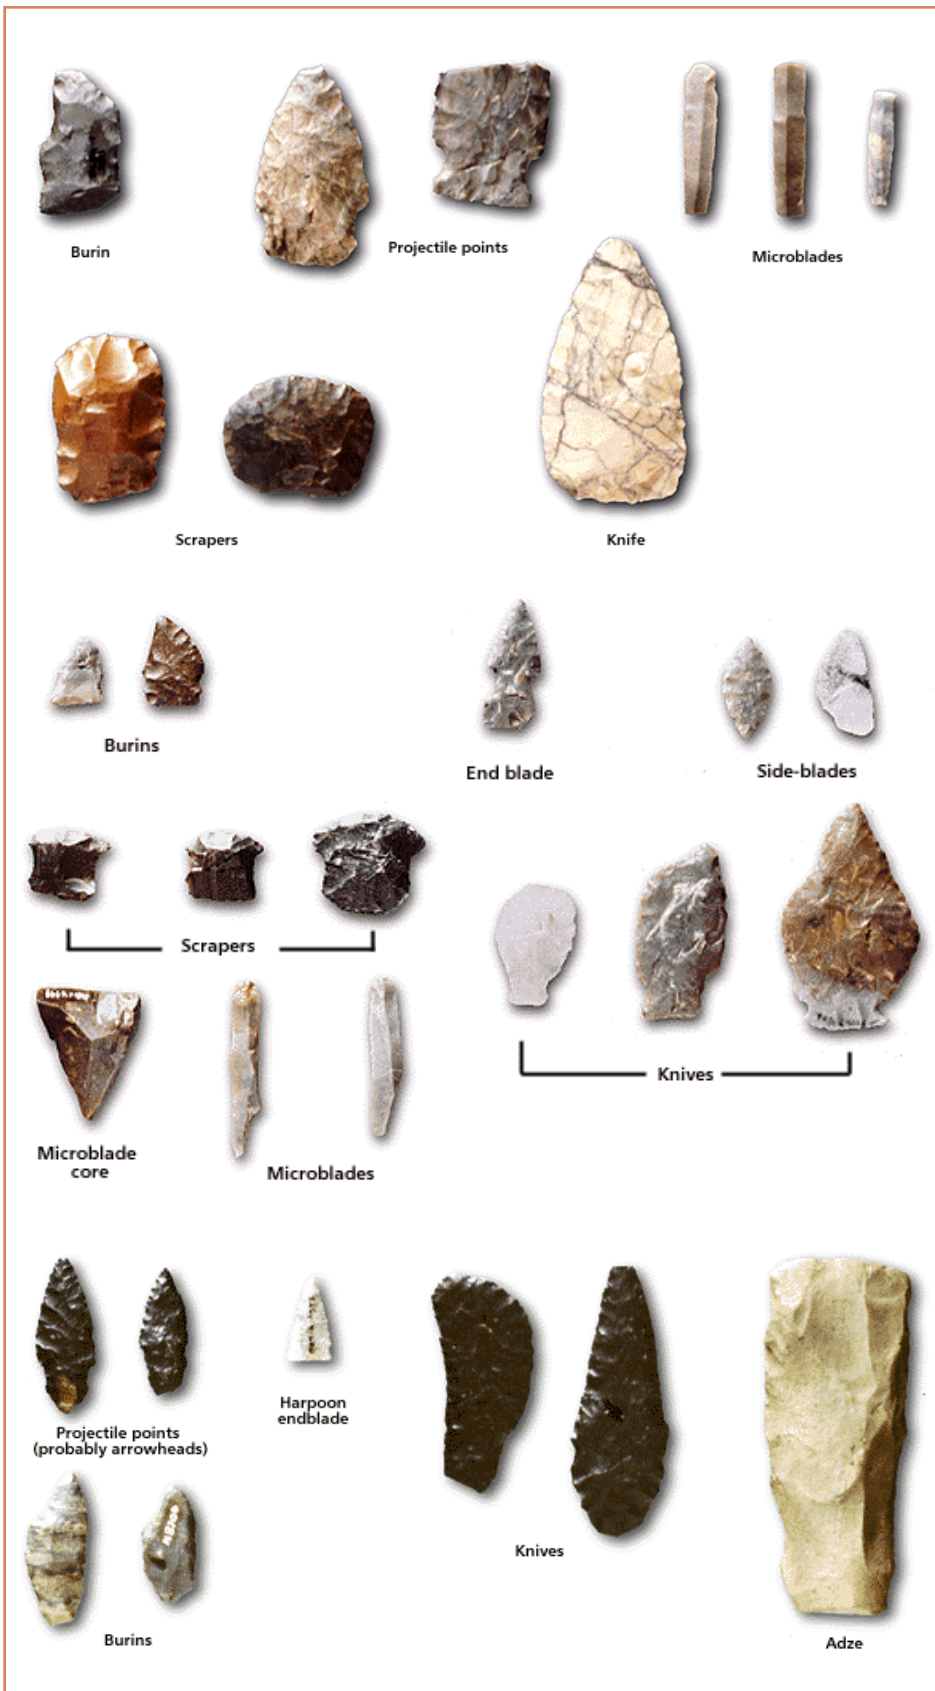 Burin
Projectile points
Microblades
Scrapers
Knife
Burins
End blade
Side-blades
Scrapers
Knives
Microblade
core
Microblades
Projectile points
(probably arrowheads)
Harpoon
endblade
Knives
Burins
Adze